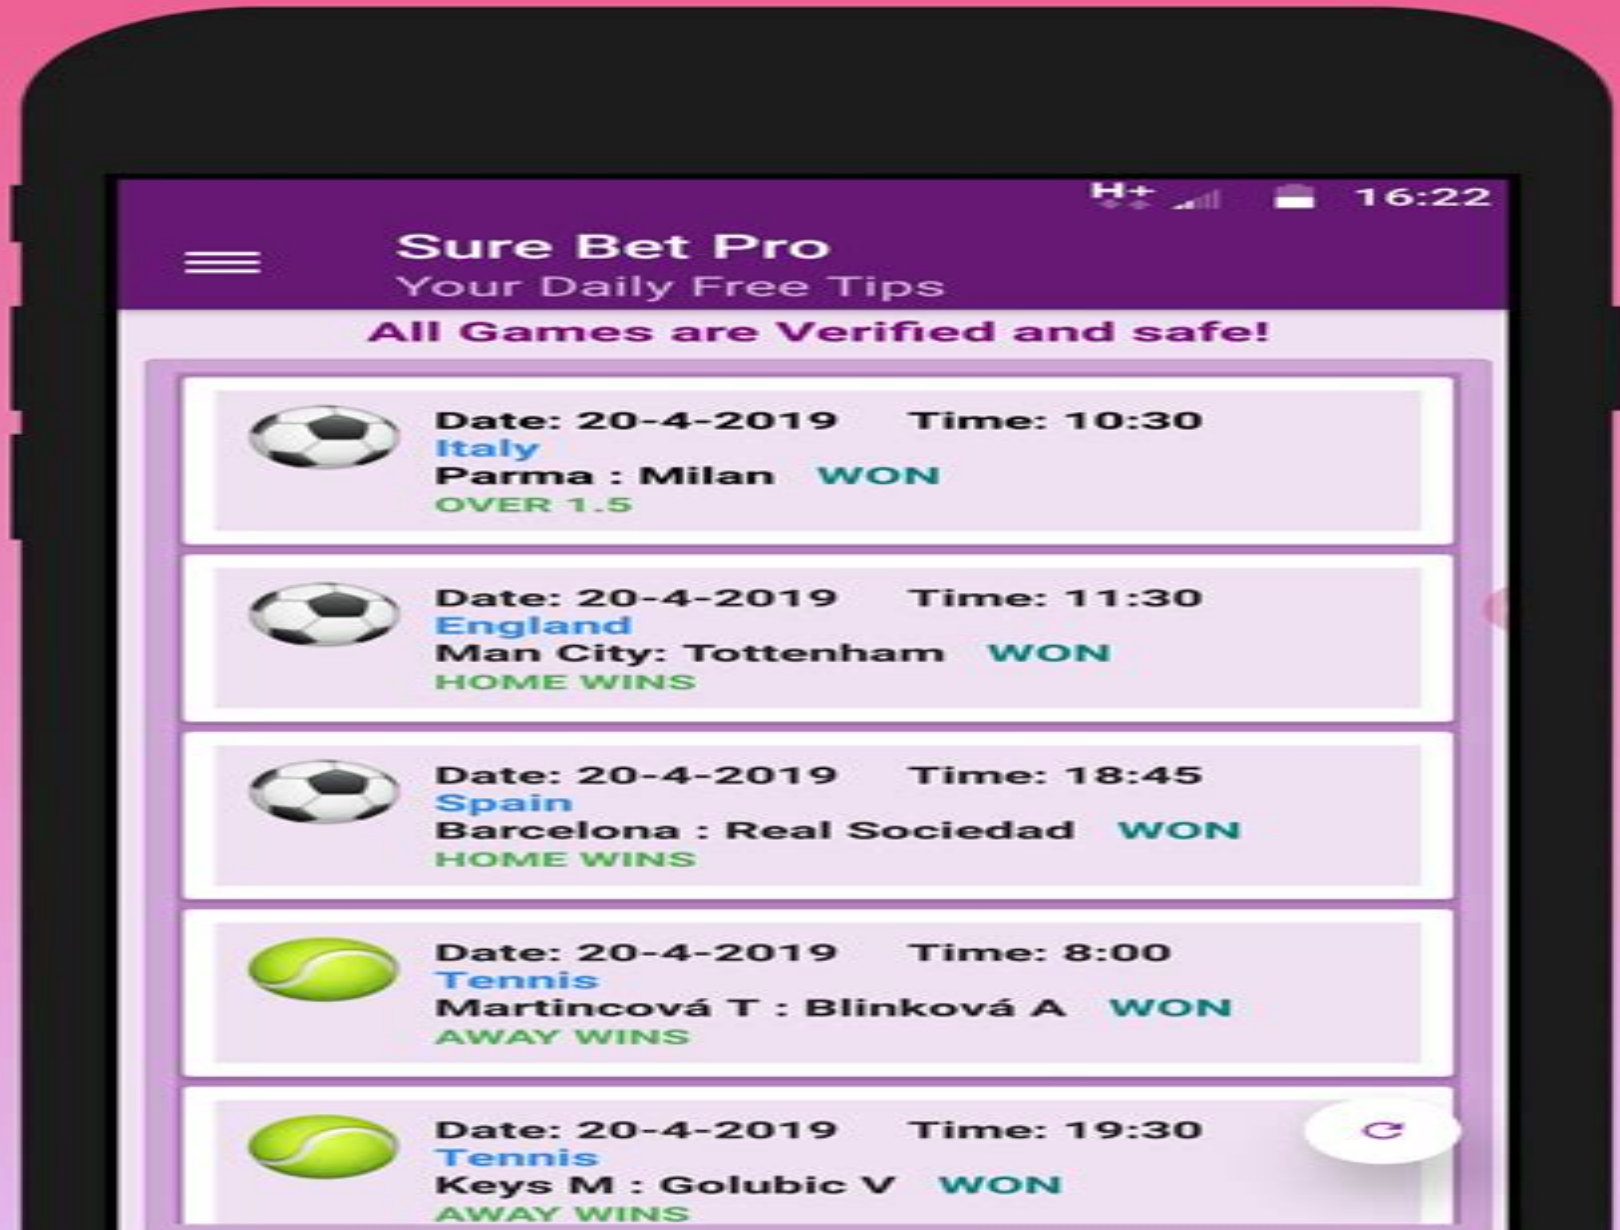 H+ 16:22
Sure Bet Pro
Your Daily Free Tips
All Games are Verified and safe!
Date: 20-4-2019 Time: 10:30
Italy
Parma : Milan WON
OVER 1.5
Date: 20-4-2019 Time: 11:30
England
Man City: Tottenham WON
HOME WINS
Date: 20-4-2019 Time: 18:45
Spain
Barcelona : Real Sociedad WON
HOME WINS
Date: 20-4-2019 Time: 8:00
Tennis
Martincová T : Blinková A WON
AWAY WINS
Date: 20-4-2019 Time: 19:30
Tennis
Keys M : Golubic V WON
AWAY WINS